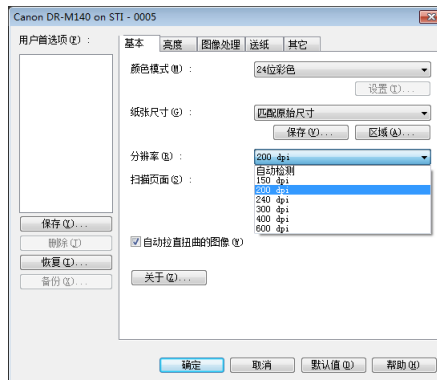 Canon DR-M140 on STI - 0005
用户首选项(P) :
基本 亮度 图像处理 送纸 其它
颜色模式(M) :
24位彩色
设置(I)...
纸张尺寸(G) :
匹配原始尺寸
保存(V)... 区域(A)...
分辨率(R) :
200 dpi
自动检测
150 dpi
200 dpi
240 dpi
300 dpi
400 dpi
600 dpi
扫描页面(S) :
保存(Y)...
删除(T)
恢复(E)...
备份(X)...
自动拉直扭曲的图像(Y)
关于(Z)...
确定 取消 默认值(D) 帮助(H)